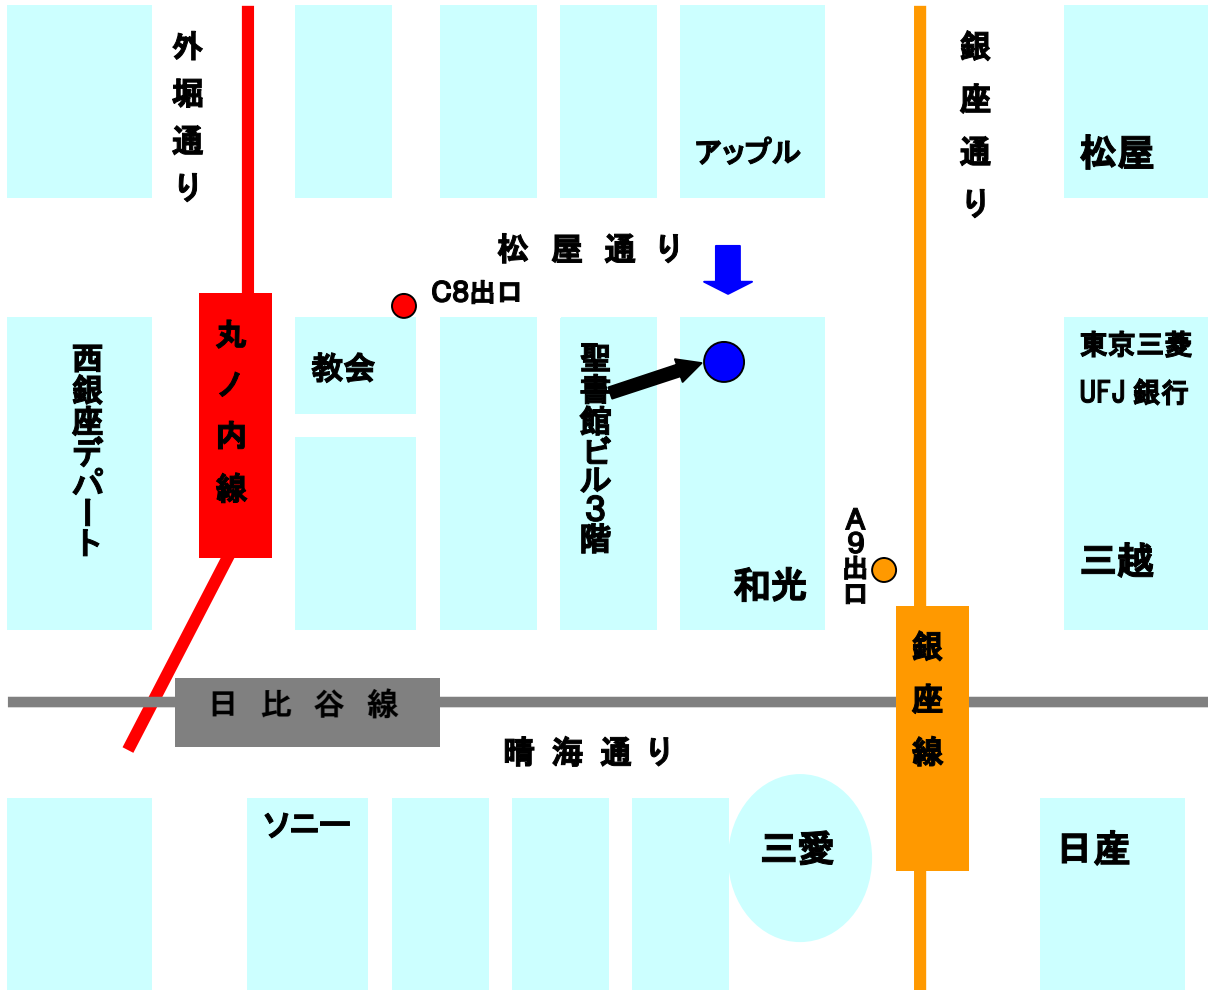 外堀通り
銀座通り
アップル
松屋
松屋通り
C8出口
西銀座デパート
丸ノ内線
教会
聖書館ビル3階
東京三菱
UFJ 銀行
A9出口
和光
三越
銀座線
日比谷線
晴海通り
ソニー
三愛
日産